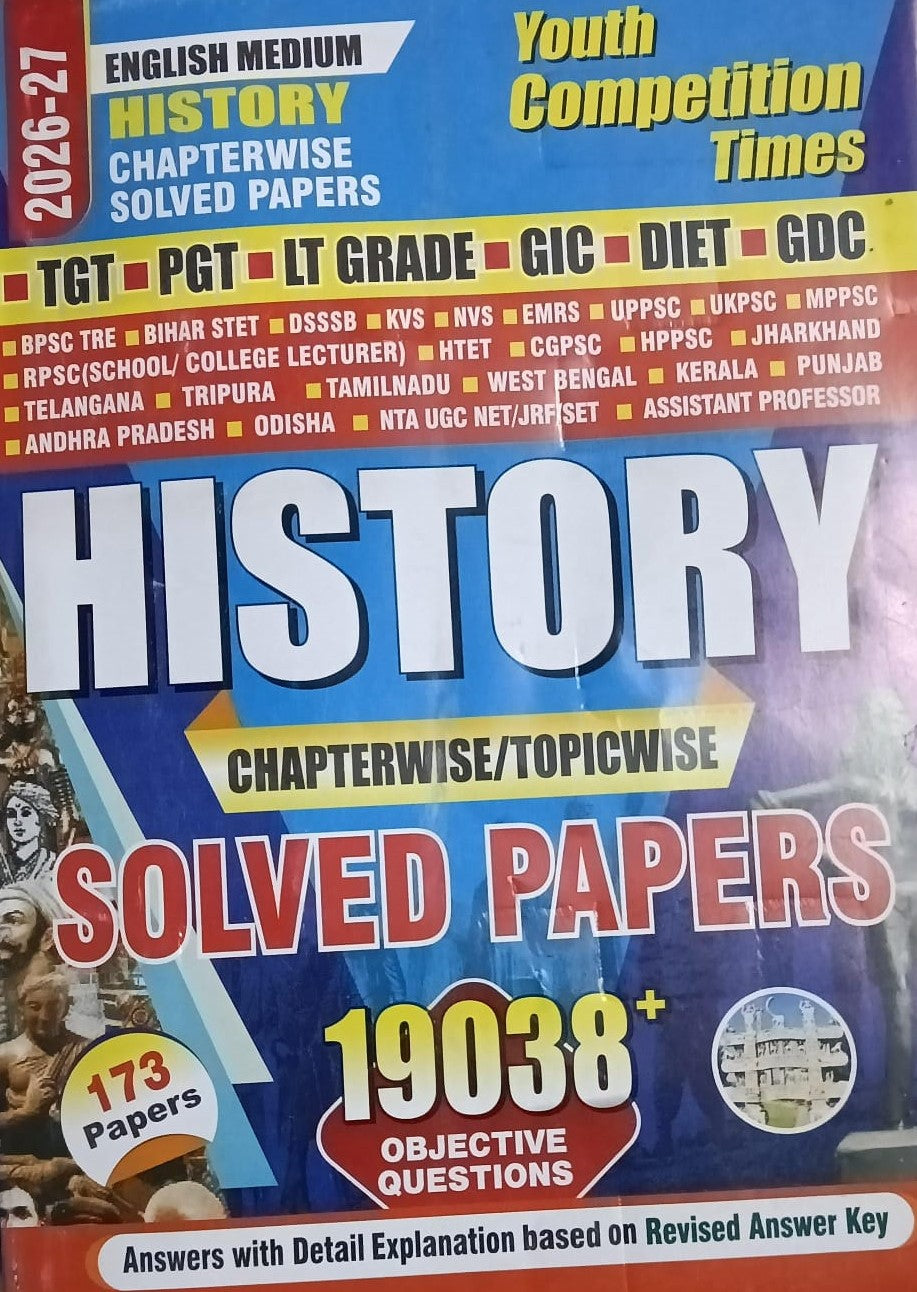 2026-27
ENGLISH MEDIUM
HISTORY
CHAPTERWISE
SOLVED PAPERS
Youth
Competition
Times
TGT PGT LT GRADE GIC DIET GDC
BPSC TRE BIHAR STET DSSSB KVS NVS EMRS UPPSC UKPSC MPPSC
RPSC(SCHOOL/ COLLEGE LECTURER) HTET CGPSC HPPSC JHARKHAND
TELANGANA TRIPURA TAMILNADU WEST BENGAL KERALA PUNJAB
ANDHRA PRADESH ODISHA NTA UGC NET/JRF/SET ASSISTANT PROFESSOR
HISTORY
CHAPTERWISE/TOPICWISE
SOLVED PAPERS
173
Papers
19038+
OBJECTIVE
QUESTIONS
Answers with Detail Explanation based on Revised Answer Key